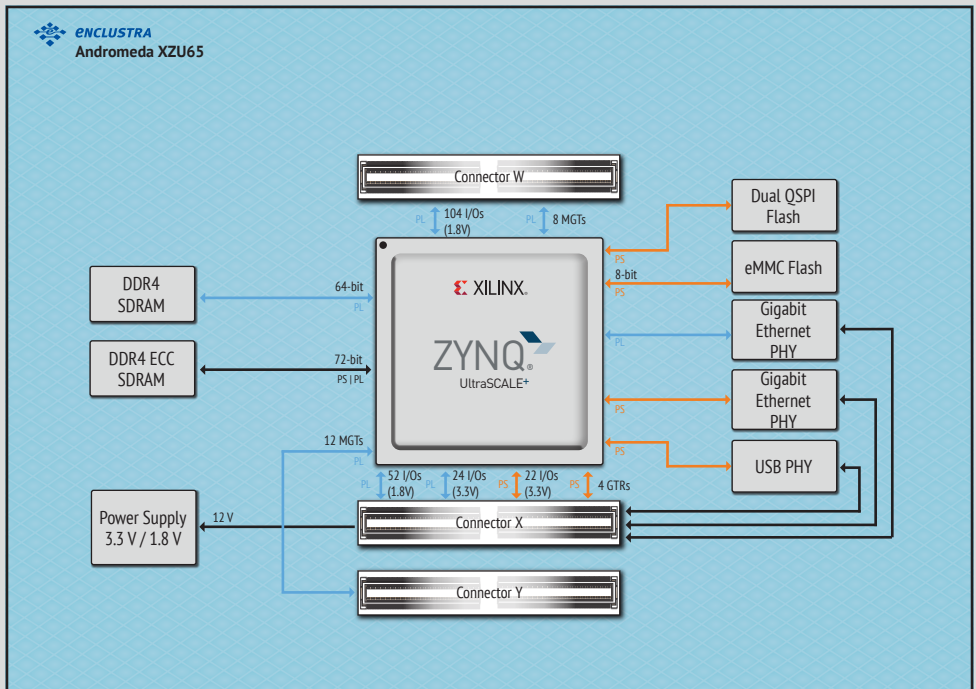 ENCLUSTRA
Andromeda XZU65
Connector W
PL
104 I/Os
(1.8V)
PL
8 MGTs
Dual QSPI
Flash
PS
eMMC Flash
8-bit
PS
DDR4
SDRAM
64-bit
PL
XILINX.
ZYNQ®
UltraSCALE+
Gigabit
Ethernet
PHY
PL
DDR4 ECC
SDRAM
72-bit
PS | PL
Gigabit
Ethernet
PHY
PS
12 MGTs
PL
PS
USB PHY
PL
52 I/Os
(1.8V)
PL
24 I/Os
(3.3V)
PS
22 I/Os
(3.3V)
PS
4 GTRs
Power Supply
3.3 V / 1.8 V
12 V
Connector X
Connector Y